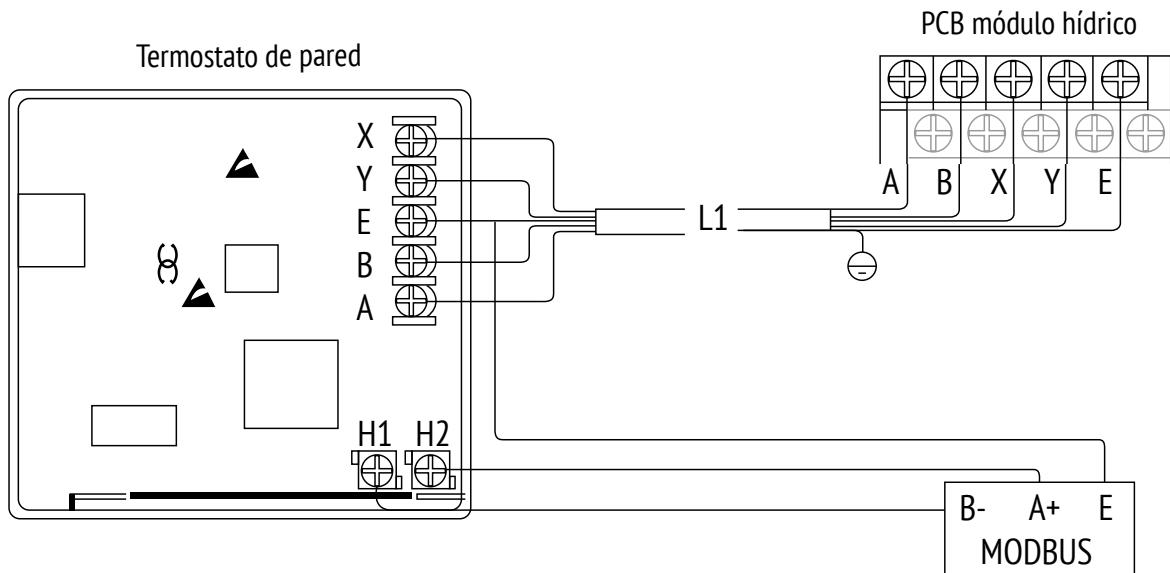 PCB módulo hídrico
Termostato de pared
X
Y
E
B
A
A B X Y E
L1
H1 H2
B- A+ E
MODBUS